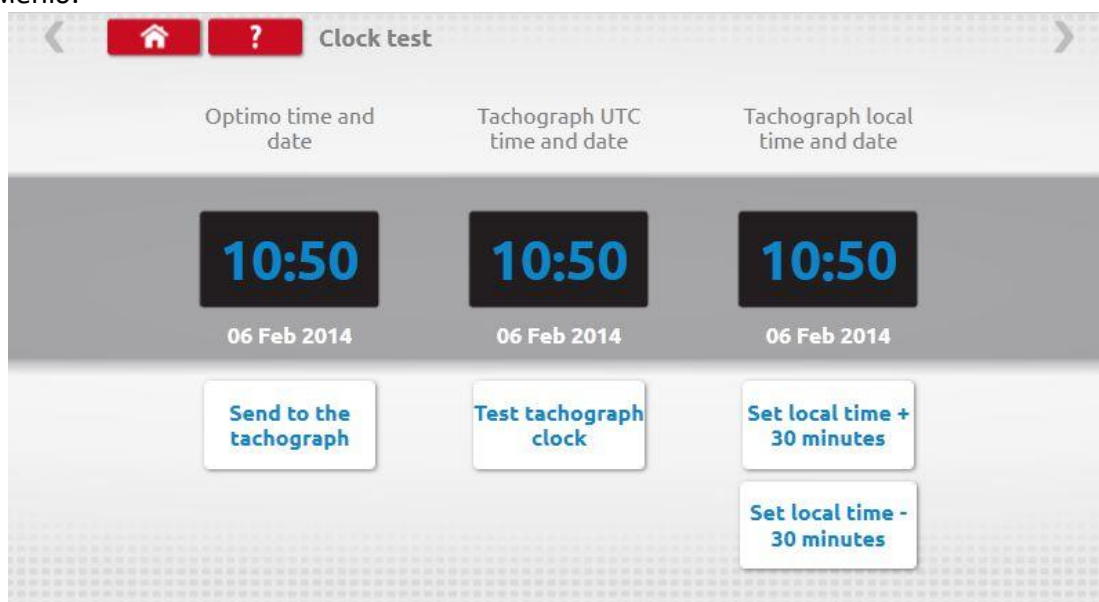 меню.
? Clock test
Optimo time and
date
Tachograph UTC
time and date
Tachograph local
time and date
10:50
10:50
10:50
06 Feb 2014
06 Feb 2014
06 Feb 2014
Send to the
tachograph
Test tachograph
clock
Set local time +
30 minutes
Set local time -
30 minutes